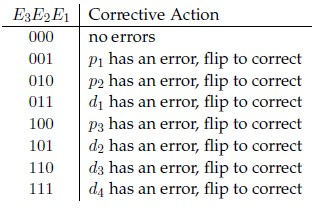 E₃E₂E₁ Corrective Action
000 no errors
001 p₁ has an error, flip to correct
010 p₂ has an error, flip to correct
011 d₁ has an error, flip to correct
100 p₃ has an error, flip to correct
101 d₂ has an error, flip to correct
110 d₃ has an error, flip to correct
111 d₄ has an error, flip to correct